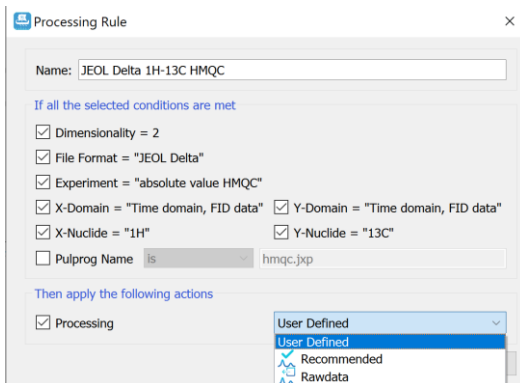 Processing Rule
Name: JEOL Delta 1H-13C HMQC
If all the selected conditions are met
Dimensionality = 2
File Format = "JEOL Delta"
Experiment = "absolute value HMQC"
X-Domain = "Time domain, FID data" Y-Domain = "Time domain, FID data"
X-Nuclide = "1H" Y-Nuclide = "13C"
Pulprog Name is hmqc.jxp
Then apply the following actions
Processing User Defined
User Defined
Recommended
Rawdata